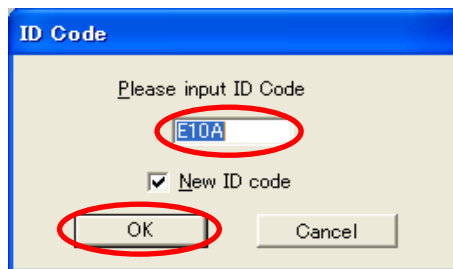 ID Code
Please input ID Code
E10A
New ID code
OK Cancel